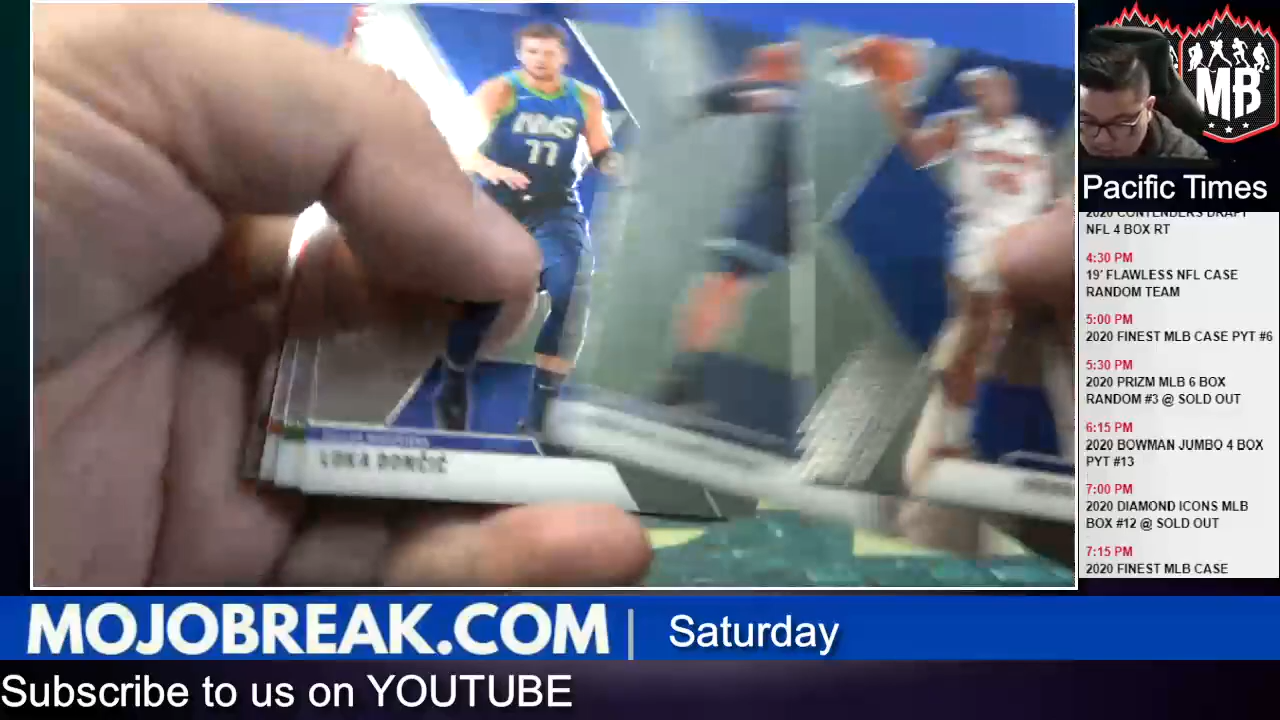 MAVS
77
LUKA DONČIĆ
MB
Pacific Times
2020 CONTENDERS DRAFT
NFL 4 BOX RT
4:30 PM
19' FLAWLESS NFL CASE
RANDOM TEAM
5:00 PM
2020 FINEST MLB CASE PYT #6
5:30 PM
2020 PRIZM MLB 6 BOX
RANDOM #3 @ SOLD OUT
6:15 PM
2020 BOWMAN JUMBO 4 BOX
PYT #13
7:00 PM
2020 DIAMOND ICONS MLB
BOX #12 @ SOLD OUT
7:15 PM
2020 FINEST MLB CASE
MOJOBREAK.COM | Saturday
Subscribe to us on YOUTUBE